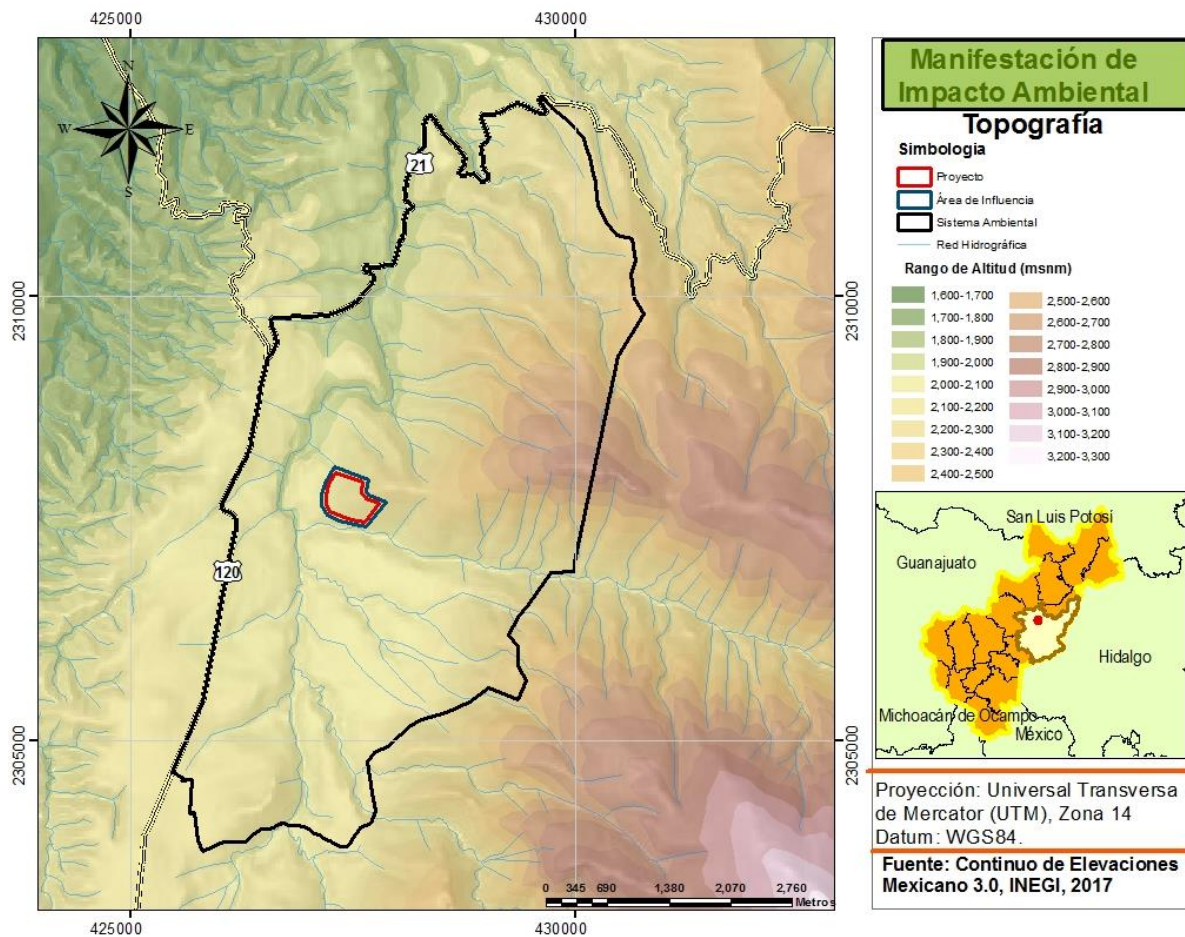 425000
430000
N
W
E
S
21
120
2310000
2310000
2305000
2305000
0 345 690 1,380 2,070 2,760
Metros
425000
430000
Manifestación de
Impacto Ambiental
Topografía
Simbología
Proyecto
Área de Influencia
Sistema Ambiental
Red Hidrográfica
Rango de Altitud (msnm)
1,600-1,700
1,700-1,800
1,800-1,900
1,900-2,000
2,000-2,100
2,100-2,200
2,200-2,300
2,300-2,400
2,400-2,500
2,500-2,600
2,600-2,700
2,700-2,800
2,800-2,900
2,900-3,000
3,000-3,100
3,100-3,200
3,200-3,300
San Luis Potosí
Guanajuato
Hidalgo
Michoacán de Ocampo
México
Proyección: Universal Transversa
de Mercator (UTM), Zona 14
Datum: WGS84.
Fuente: Continuo de Elevaciones
Mexicano 3.0, INEGI, 2017